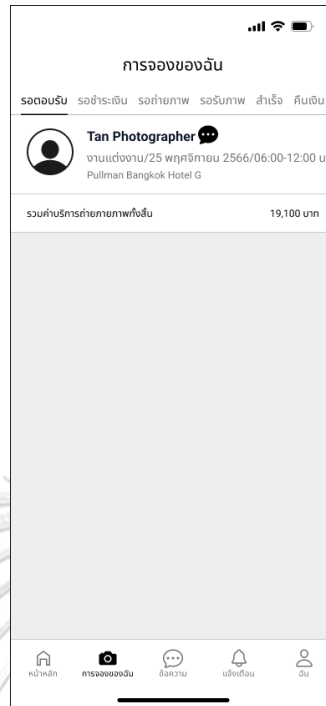 การจองของฉัน
รอตอบรับ รอชำระเงิน รอถ่ายภาพ รอรับภาพ สำเร็จ คืนเงิน
Tan Photographer
งานแต่งงาน/25 พฤศจิกายน 2566/06:00-12:00 น
Pullman Bangkok Hotel G
รวมค่าบริการถ่ายภายภาพทั้งสิ้น 19,100 บาท
หน้าหลัก การจองของฉัน ข้อความ แจ้งเตือน ฉัน